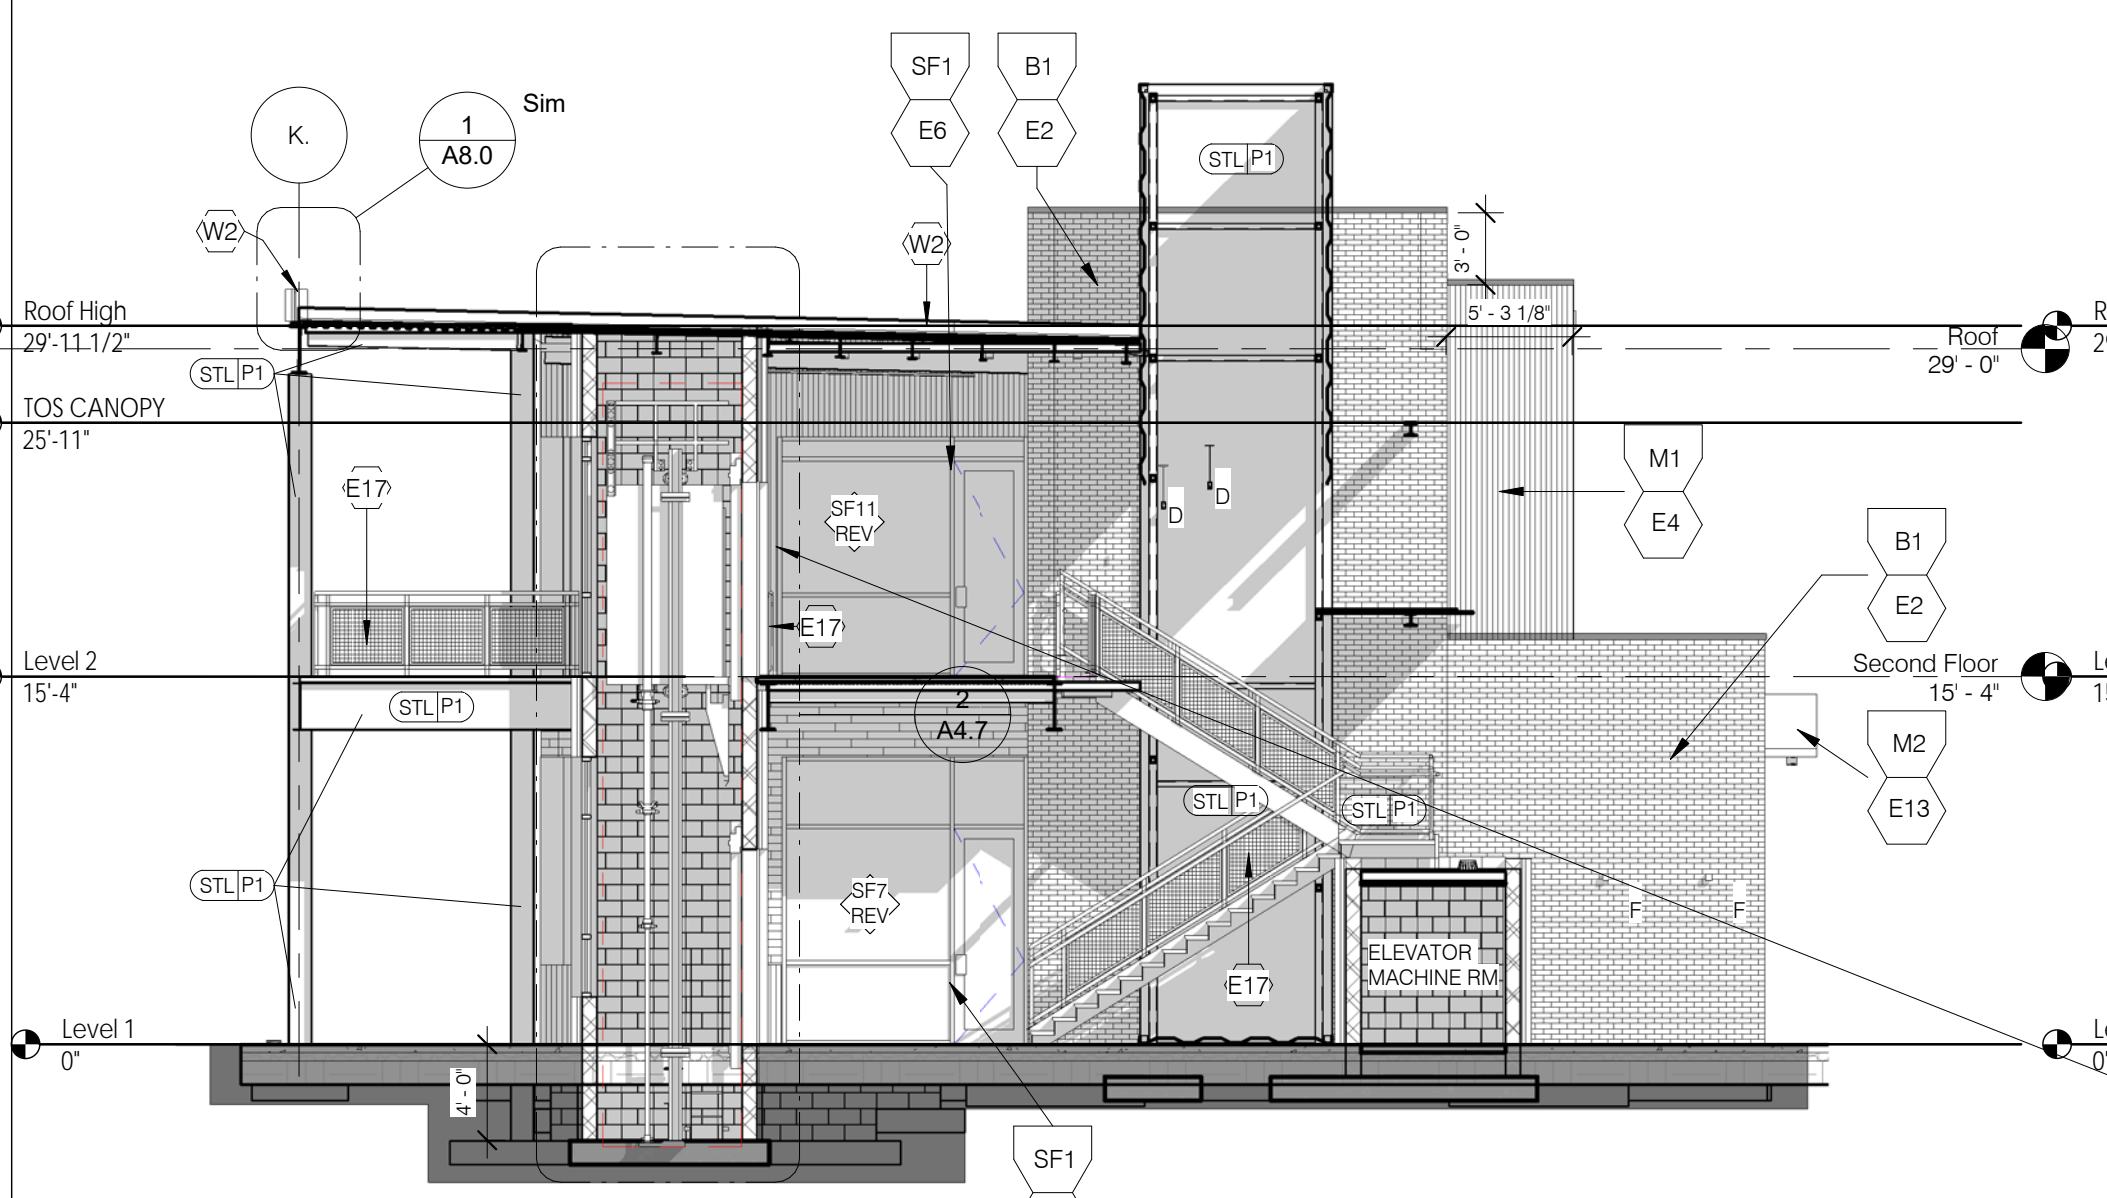 SF1
B1
E6
E2
Sim
1
A8.0
K.
STL P1
W2
W2
3' - 0"
Roof High
29'-11 1/2"
5' - 3 1/8"
Roof
29' - 0"
STL P1
TOS CANOPY
25'-11"
M1
E4
E17
D
D
SF11
REV
B1
E2
E17
Level 2
15'-4"
Second Floor
15' - 4"
STL P1
2
A4.7
M2
E13
STL P1
STL P1
STL P1
SF7
REV
F
F
ELEVATOR
MACHINE RM
E17
Level 1
0"
4' - 0"
SF1